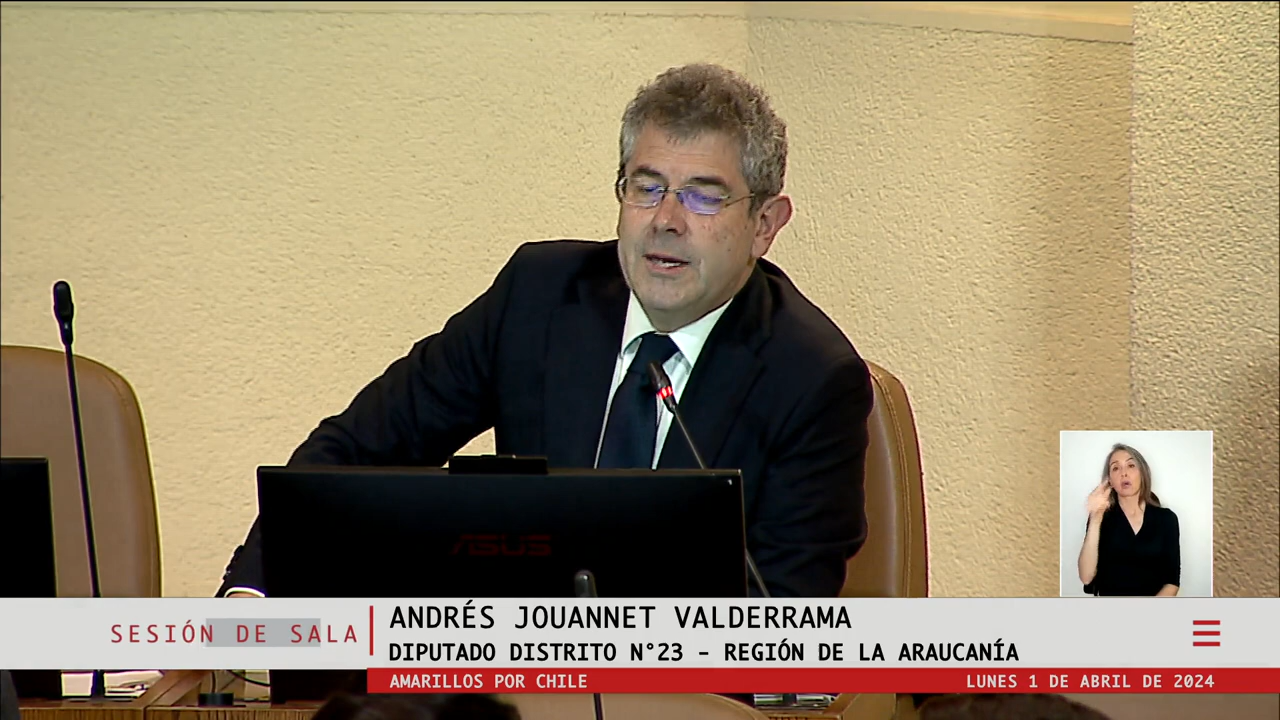 ASUS
SESIÓN DE SALA
ANDRÉS JOUANNET VALDERRAMA
DIPUTADO DISTRITO N°23 - REGIÓN DE LA ARAUCANÍA
AMARILLOS POR CHILE
LUNES 1 DE ABRIL DE 2024